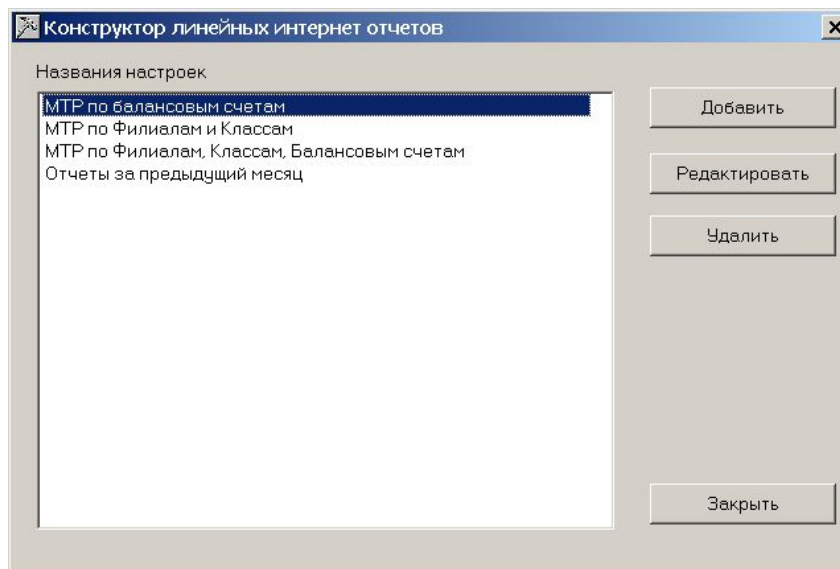 Конструктор линейных интернет отчетов
Названия настроек
МТР по балансовым счетам
МТР по Филиалам и Классам
МТР по Филиалам, Классам, Балансовым счетам
Отчеты за предыдущий месяц
Добавить
Редактировать
Удалить
Закрыть